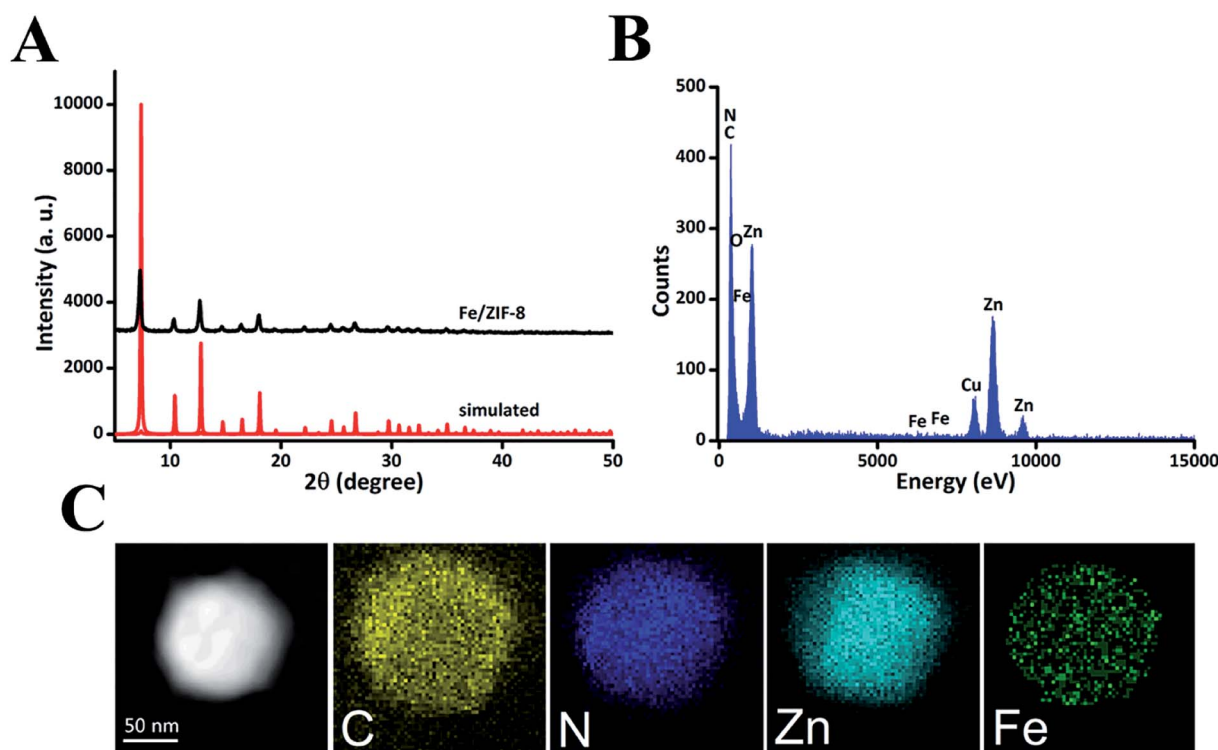 A
Intensity (a. u.)
10000
8000
6000
4000
2000
0
Fe/ZIF-8
simulated
10 20 30 40 50
2θ (degree)
B
Counts
500
400
300
200
100
0
N
C
O Zn
Fe
Fe Fe
Cu
Zn
Zn
0 5000 10000 15000
Energy (eV)
C
50 nm
C
N
Zn
Fe